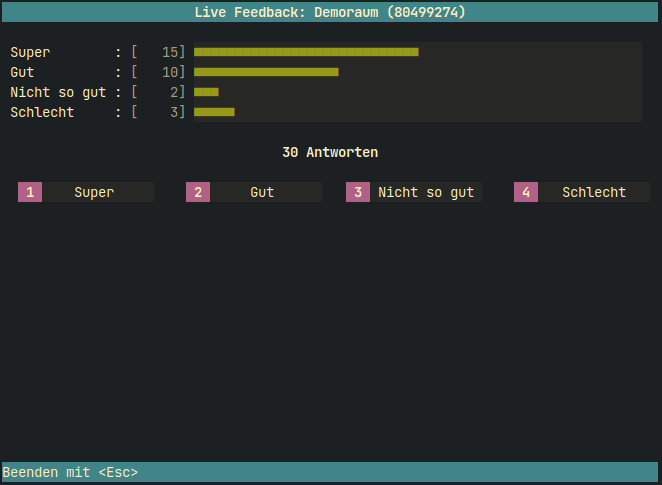 Live Feedback: Demoraum (80499274)
Super : [ 15]
Gut : [ 10]
Nicht so gut : [ 2]
Schlecht : [ 3]
30 Antworten
1 Super 2 Gut 3 Nicht so gut 4 Schlecht
Beenden mit <Esc>